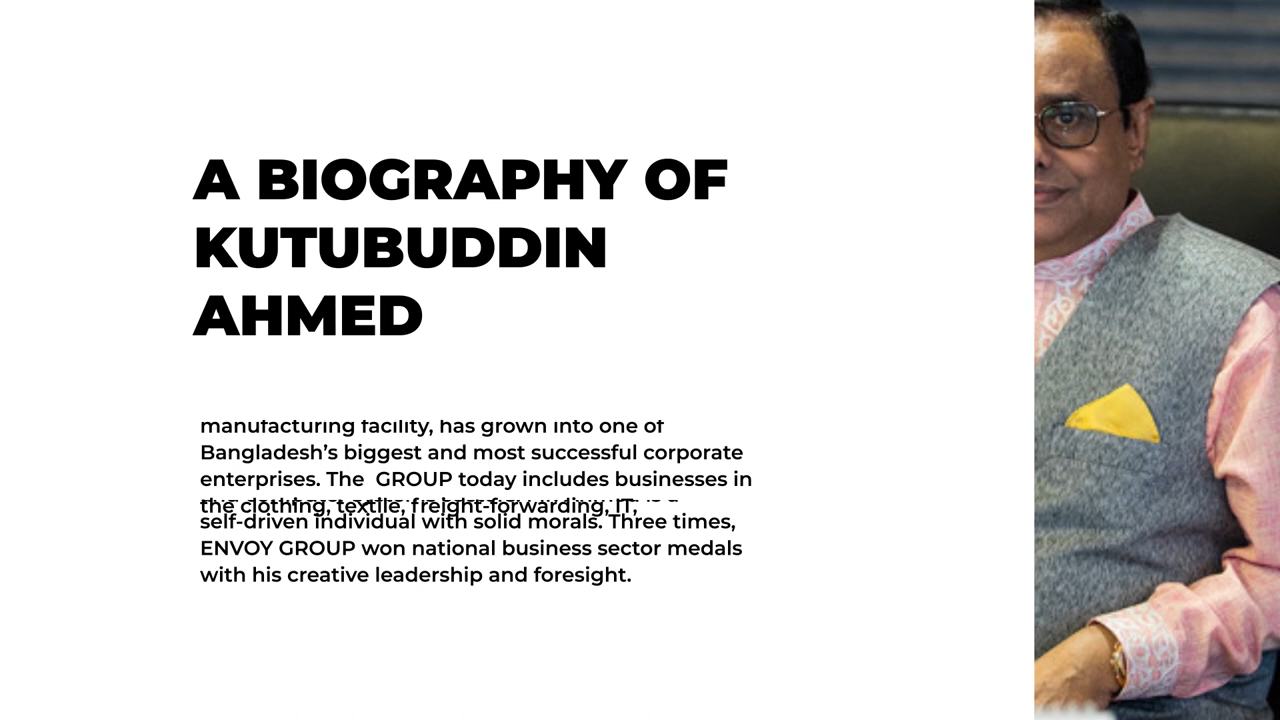 A BIOGRAPHY OF
KUTUBUDDIN
AHMED
manufacturing facility, has grown into one of
Bangladesh’s biggest and most successful corporate
enterprises. The GROUP today includes businesses in
the clothing, textile, freight-forwarding, IT,
self-driven individual with solid morals. Three times,
ENVOY GROUP won national business sector medals
with his creative leadership and foresight.